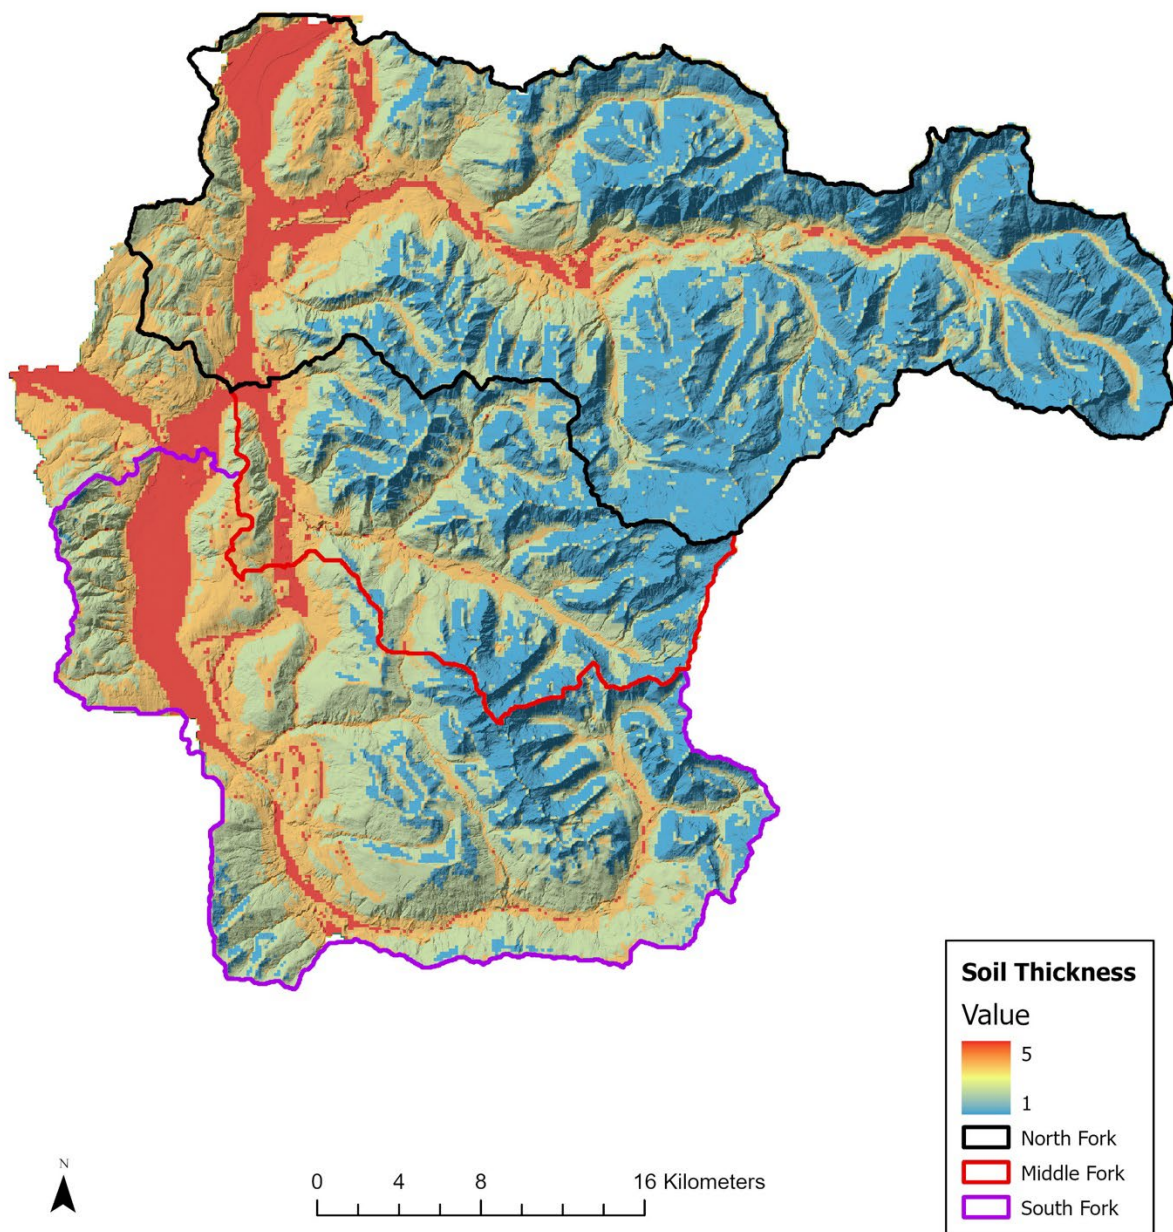 Soil Thickness
Value
5
1
North Fork
Middle Fork
South Fork
N
0 4 8 16 Kilometers